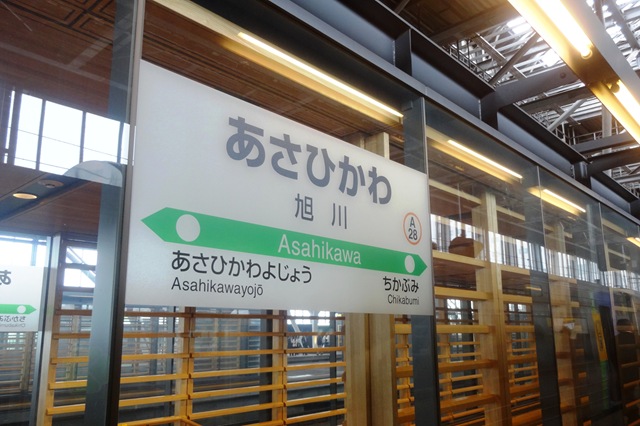 あさひかわ
旭川
A
28
Asahikawa
あさひかわよじょう
Asahikawayojō
ちかぶみ
Chikabumi